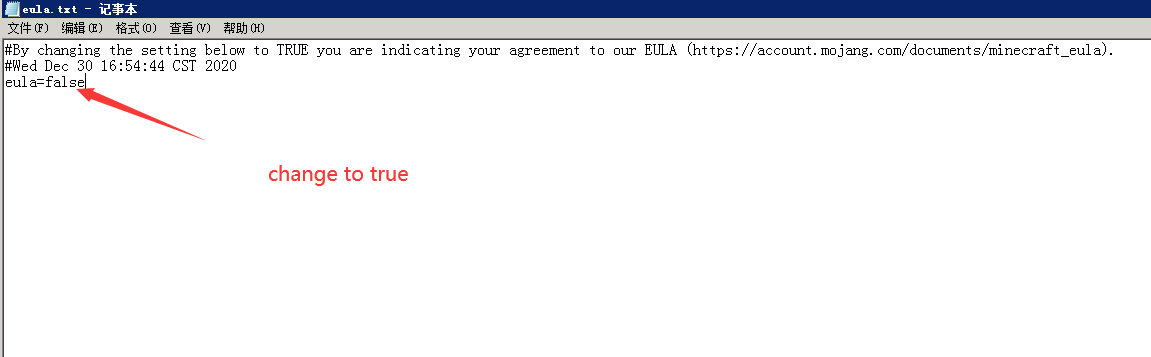 eula.txt - 记事本
文件(F) 编辑(E) 格式(O) 查看(V) 帮助(H)
#By changing the setting below to TRUE you are indicating your agreement to our EULA (https://account.mojang.com/documents/minecraft_eula).
#Wed Dec 30 16:54:44 CST 2020
eula=false
change to true